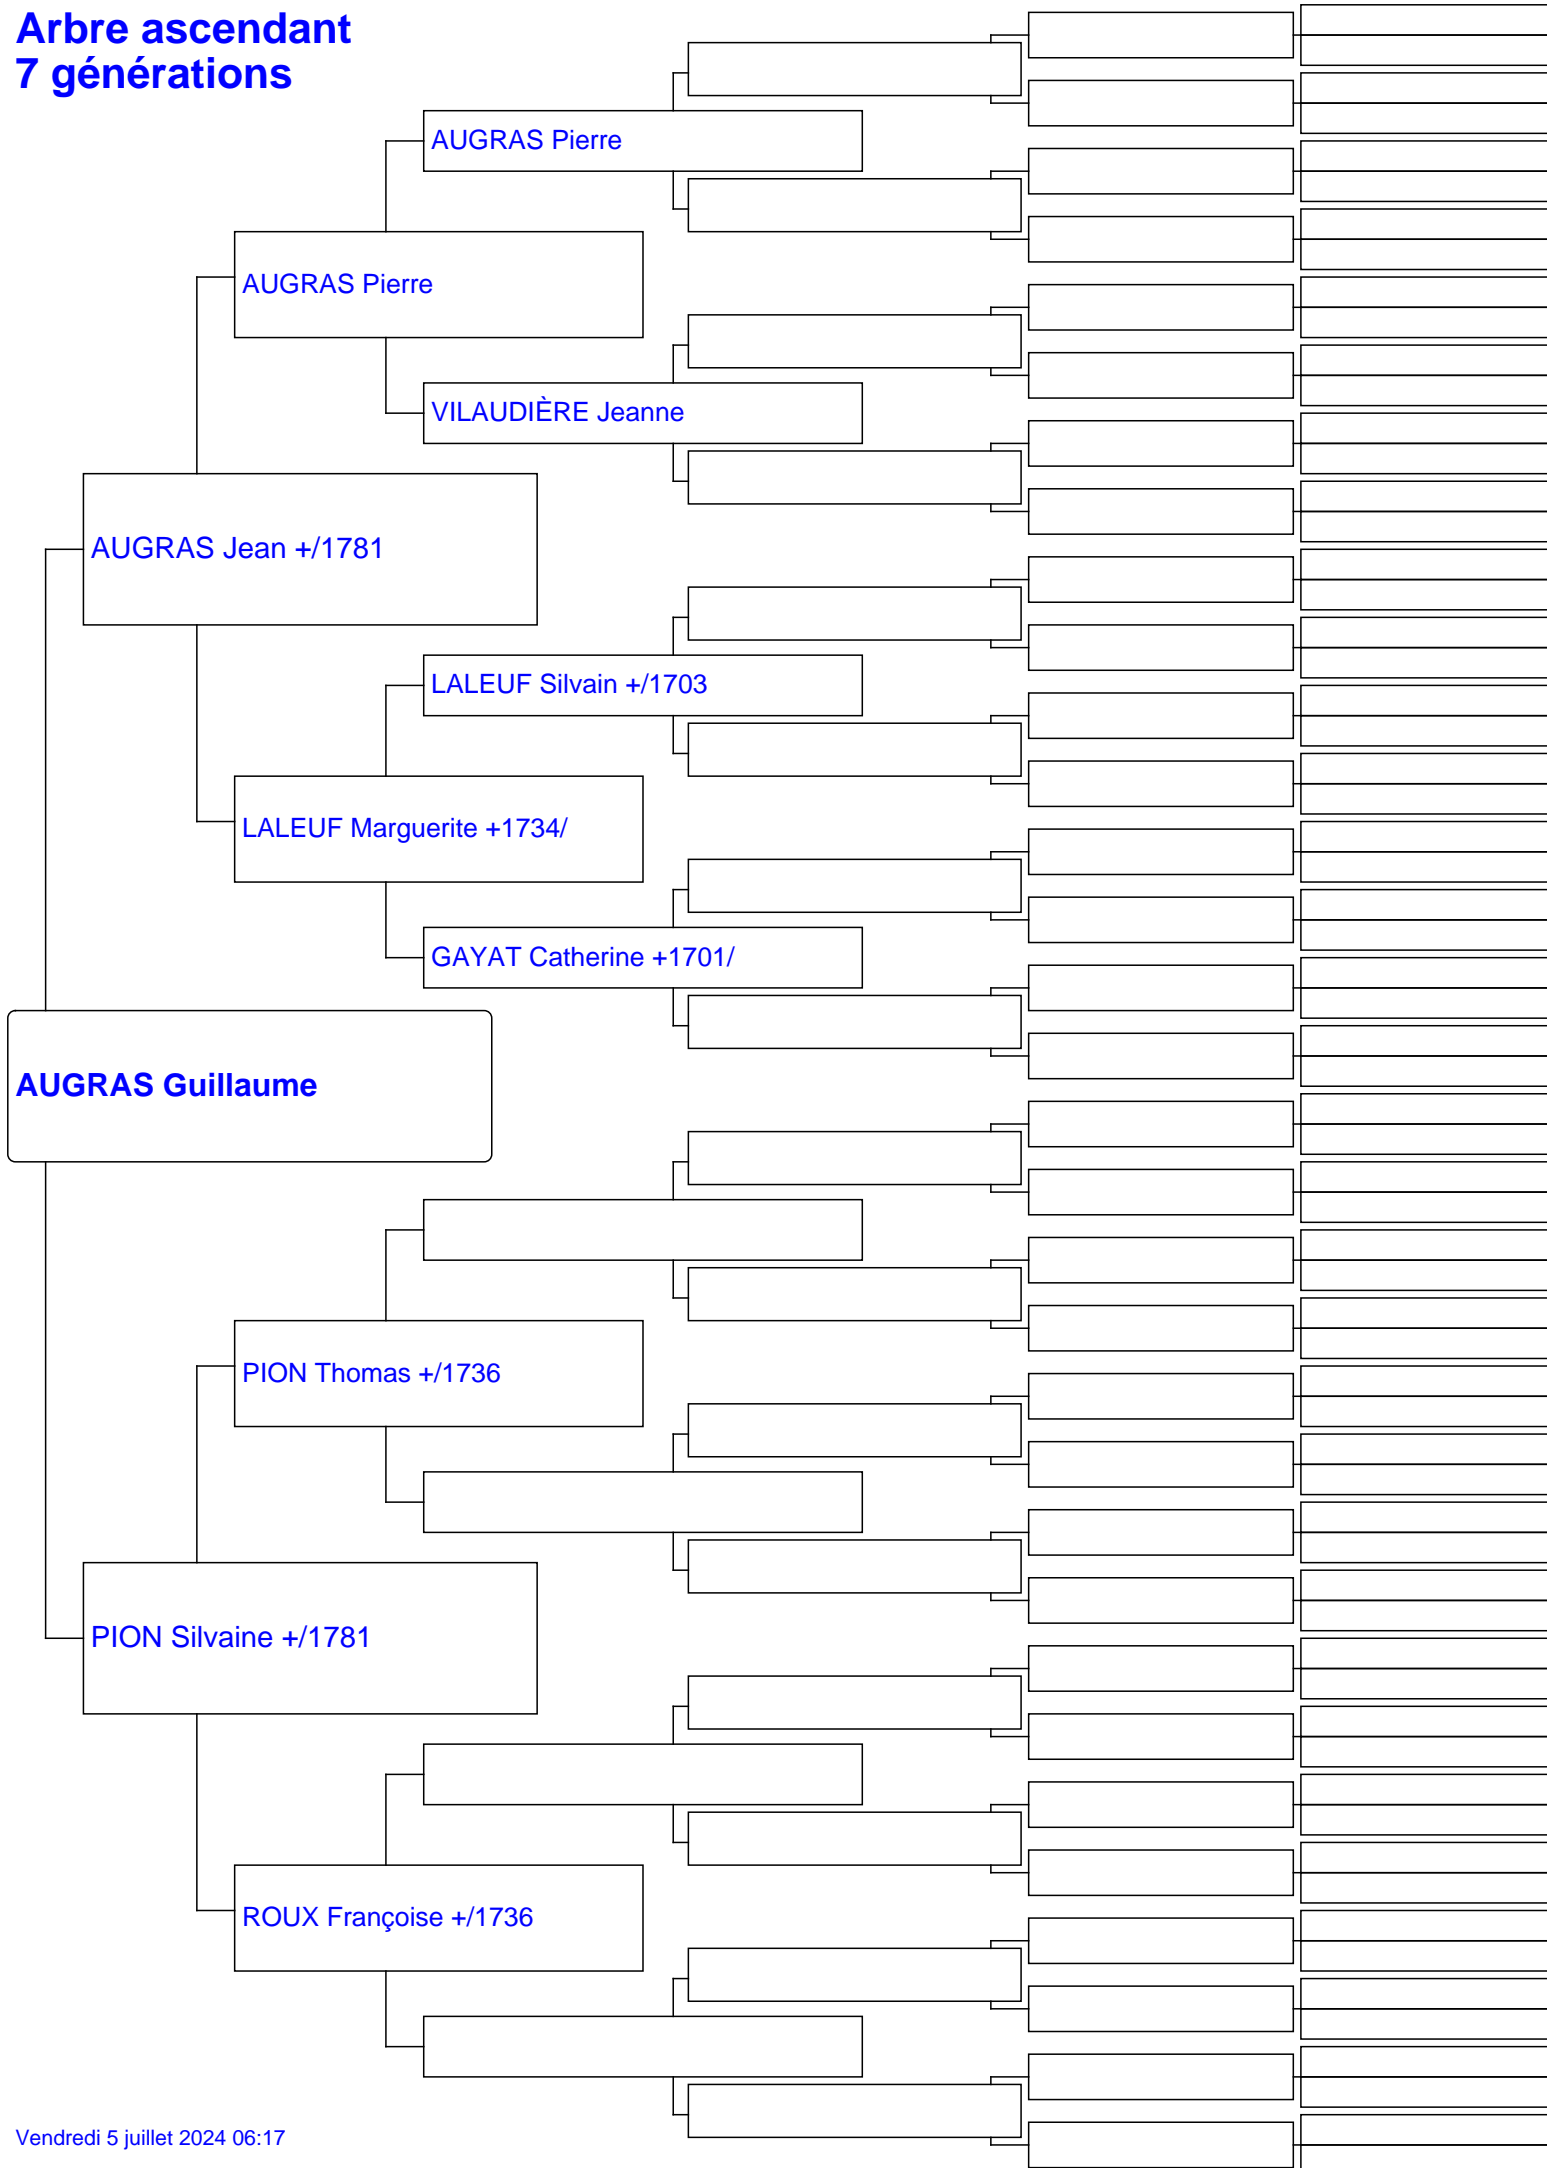 Arbre ascendant
7 générations
AUGRAS Pierre
AUGRAS Pierre
VILAUDIÈRE Jeanne
AUGRAS Jean +/1781
LALEUF Silvain +/1703
LALEUF Marguerite +1734/
GAYAT Catherine +1701/
AUGRAS Guillaume
PION Thomas +/1736
PION Silvaine +/1781
ROUX Françoise +/1736
Vendredi 5 juillet 2024 06:17